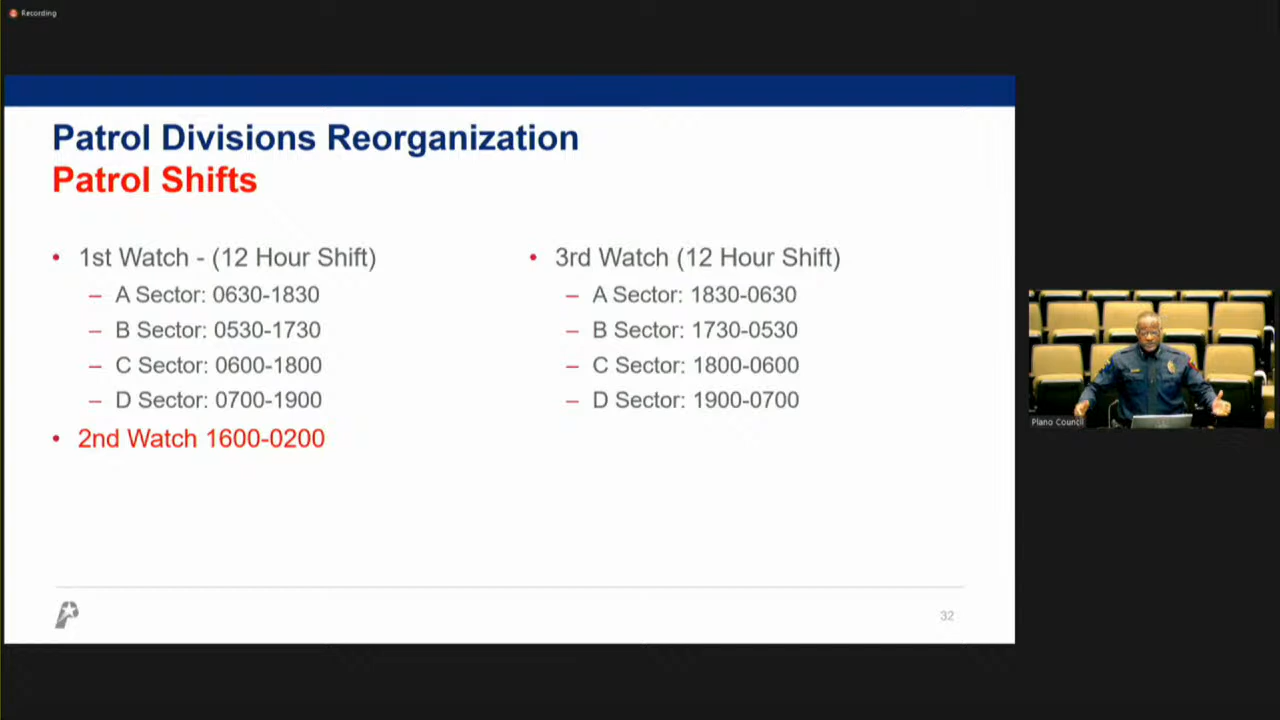 Recording
Patrol Divisions Reorganization
Patrol Shifts
• 1st Watch - (12 Hour Shift)
– A Sector: 0630-1830
– B Sector: 0530-1730
– C Sector: 0600-1800
– D Sector: 0700-1900
• 2nd Watch 1600-0200
• 3rd Watch (12 Hour Shift)
– A Sector: 1830-0630
– B Sector: 1730-0530
– C Sector: 1800-0600
– D Sector: 1900-0700
32
Plano Council